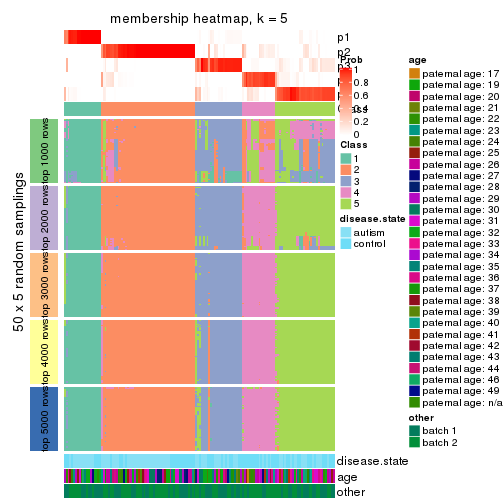 membership heatmap, k = 5
p1
p2
p3
50 x 5 random samplings
top 1000 rows
top 2000 rows
top 3000 rows
top 4000 rows
top 5000 rows
disease.state
age
other
Prob
1
0.8
0.6
0.4
0.2
0
Class
1
2
3
4
5
disease.state
autism
control
age
paternal age: 17
paternal age: 19
paternal age: 20
paternal age: 21
paternal age: 22
paternal age: 23
paternal age: 24
paternal age: 25
paternal age: 26
paternal age: 27
paternal age: 28
paternal age: 29
paternal age: 30
paternal age: 31
paternal age: 32
paternal age: 33
paternal age: 34
paternal age: 35
paternal age: 36
paternal age: 37
paternal age: 38
paternal age: 39
paternal age: 40
paternal age: 41
paternal age: 42
paternal age: 43
paternal age: 44
paternal age: 46
paternal age: 49
paternal age: n/a
other
batch 1
batch 2